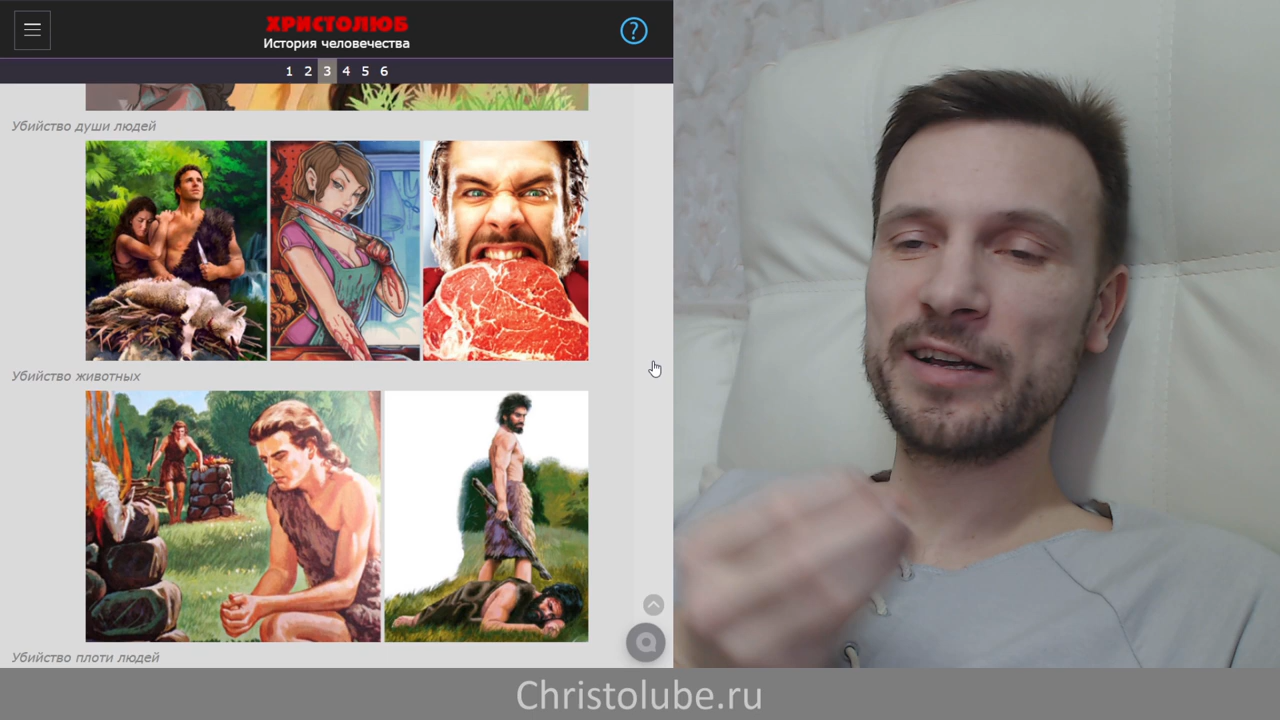 ХРИСТОЛЮБ
История человечества
1 2 3 4 5 6
Убийство души людей
Убийство животных
Убийство плоти людей
Christolube.ru